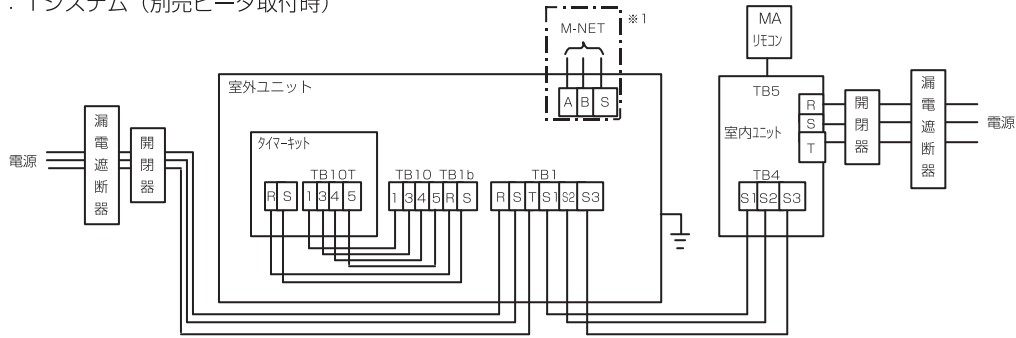 : 1システム（別売ヒータ取付時）
M-NET
※1
A B S
MA
リモコン
室外ユニット
タイマーキット
R S
TB10T
1 3 4 5
TB10
1 3 4 5
TB1b
R S
TB1
R S T S1 S2 S3
電源
漏電遮断器
開閉器
TB5
室内ユニット
R
S
T
TB4
S1 S2 S3
開閉器
漏電遮断器
電源